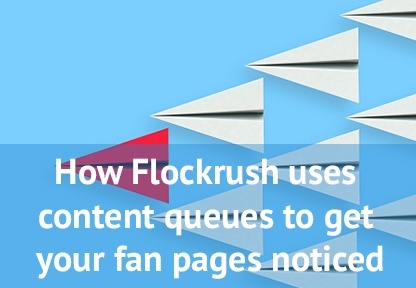 How Flockrush uses
content queues to get
your fan pages noticed